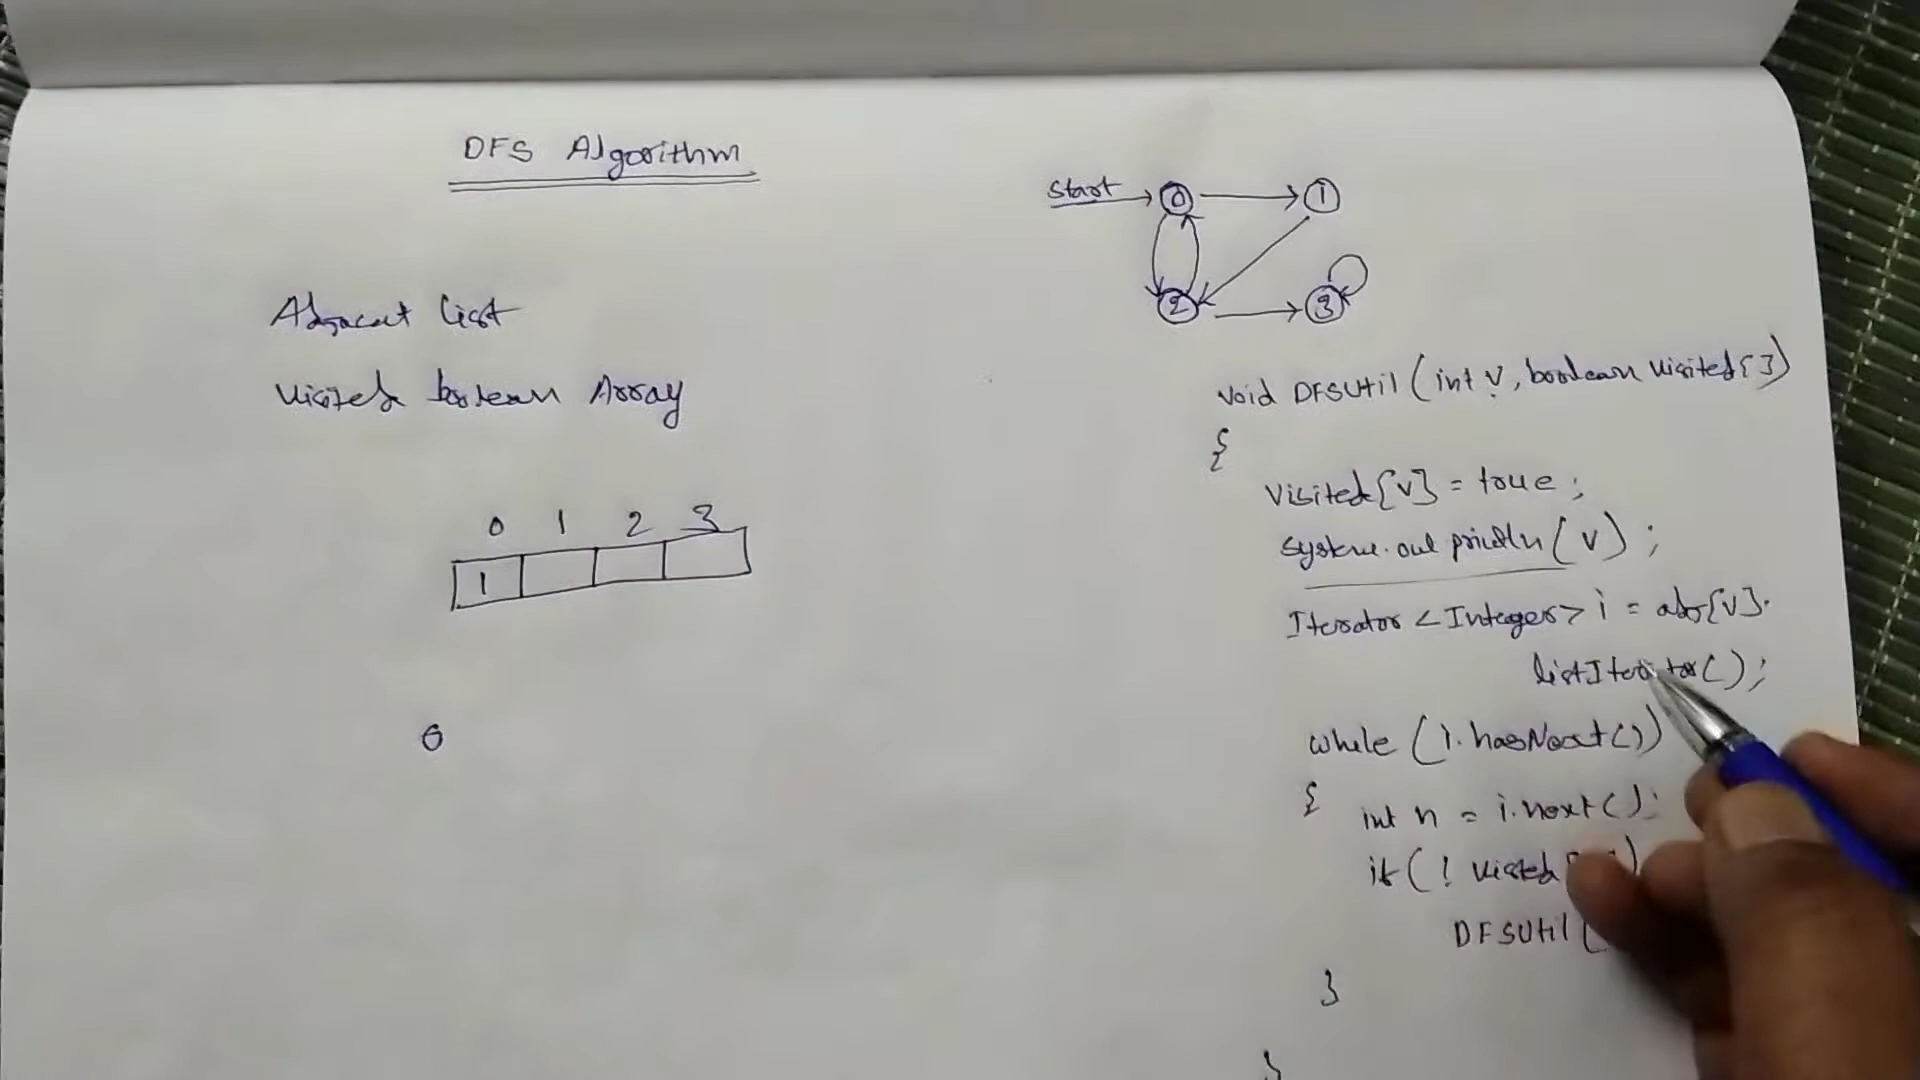 DFS Algorithm
Start
0
1
2
3
Adjacent List
Visited boolean Array
0 1 2 3
1
0
void DFSUtil(int v, boolean visited[])
{
visited[v] = true;
System.out println(v);
Iterator <Integer> i = adj[v].
listIterator();
while (i.hasNext())
{ int n = i.next();
if(! visited[
DFSUtil(
}
}